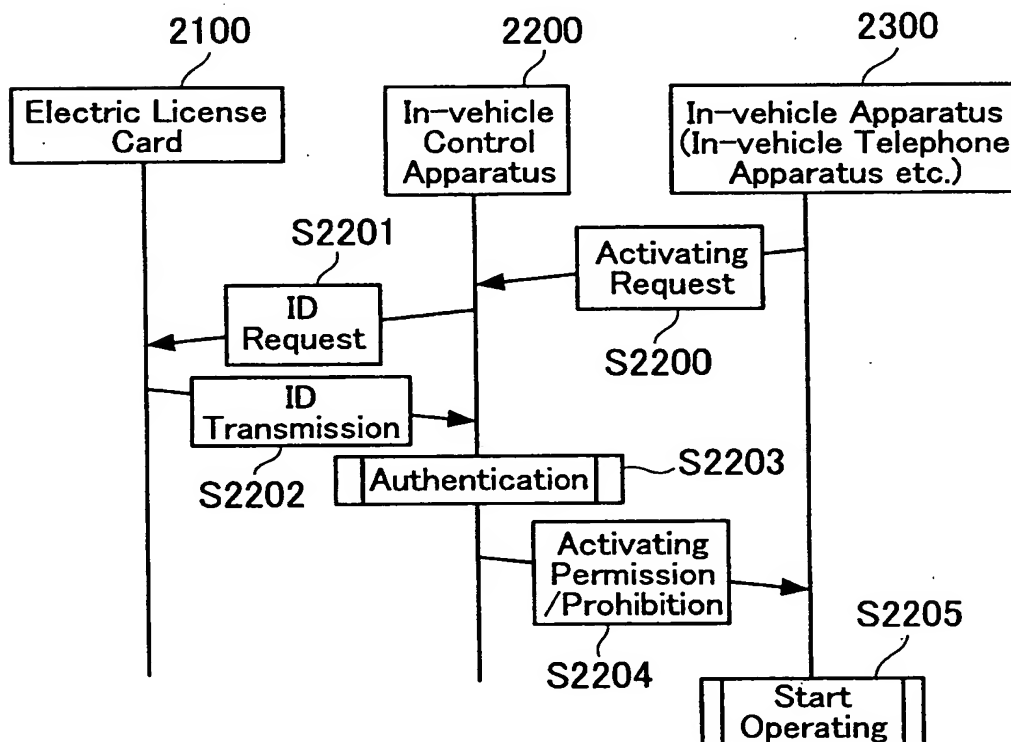 2100
2200
2300
Electric License
Card
In-vehicle
Control
Apparatus
In-vehicle Apparatus
(In-vehicle Telephone
Apparatus etc.)
S2201
Activating
Request
ID
Request
S2200
ID
Transmission
S2202
Authentication
S2203
Activating
Permission
/Prohibition
S2204
S2205
Start
Operating